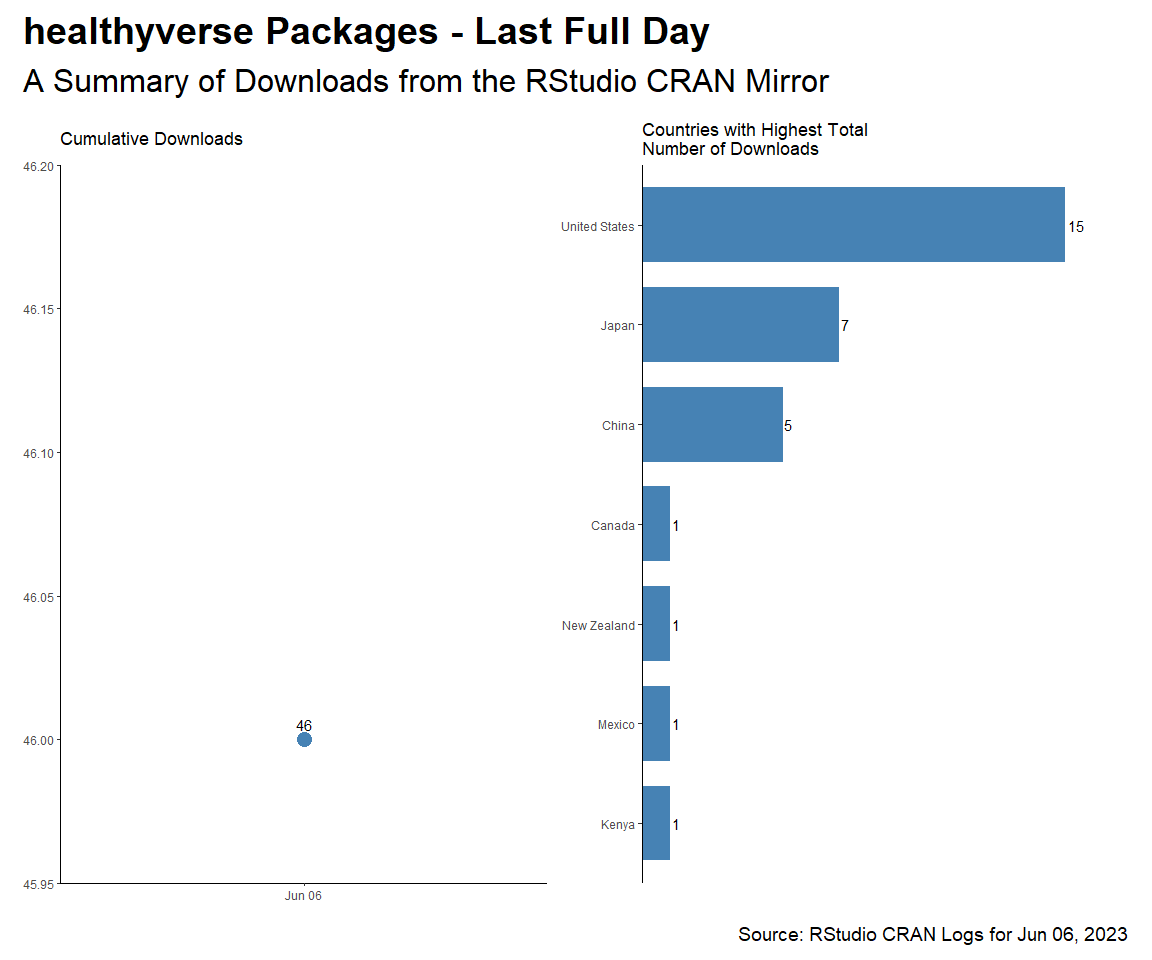 healthyverse Packages - Last Full Day
A Summary of Downloads from the RStudio CRAN Mirror
Cumulative Downloads
46.20
46.15
46.10
46.05
46.00
45.95
46
Jun 06
Countries with Highest Total
Number of Downloads
United States 15
Japan 7
China 5
Canada 1
New Zealand 1
Mexico 1
Kenya 1
Source: RStudio CRAN Logs for Jun 06, 2023